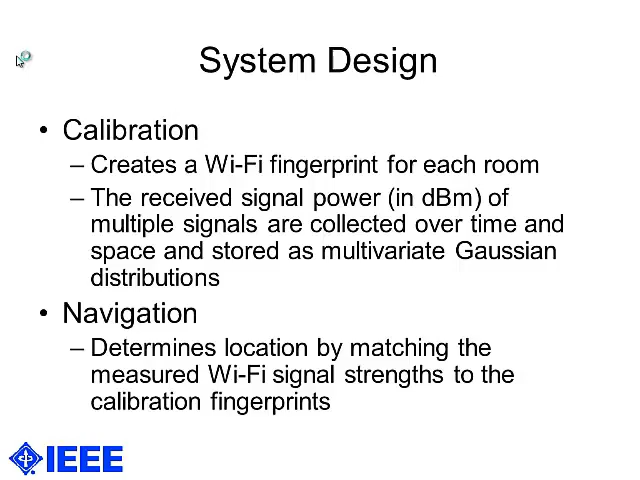 System Design
• Calibration
– Creates a Wi-Fi fingerprint for each room
– The received signal power (in dBm) of
multiple signals are collected over time and
space and stored as multivariate Gaussian
distributions
• Navigation
– Determines location by matching the
measured Wi-Fi signal strengths to the
calibration fingerprints
IEEE